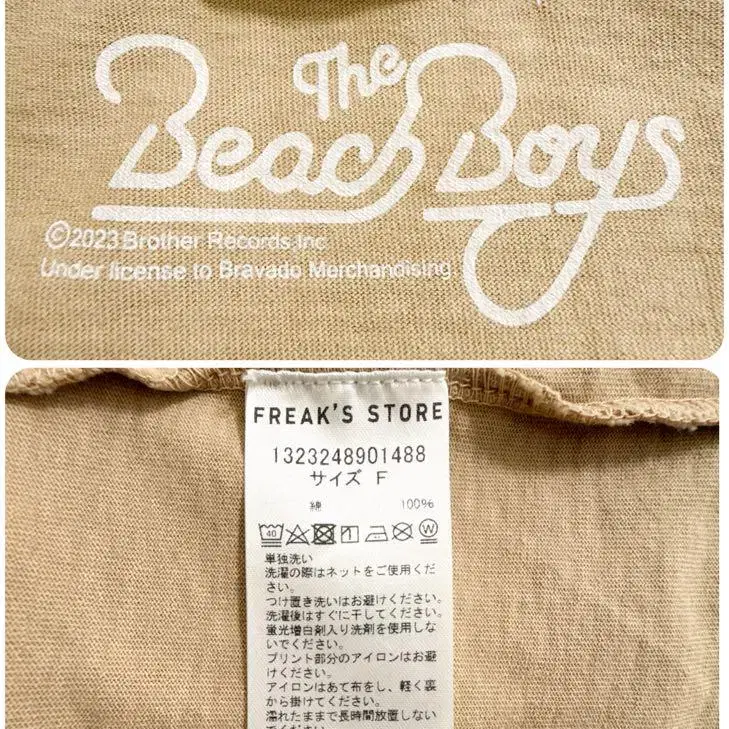 The
Beach Boys
©2023 Brother Records Inc
Under license to Bravado Merchandising
FREAK'S STORE
1323248901488
サイズ F
綿 100%
40 W
単独洗い
洗濯の際はネットをご使用くだ
さい。
つけ置き洗いはお避けください。
洗濯後はすぐに干してください。
蛍光増白剤入り洗剤を使用しな
いでください。
プリント部分のアイロンはお避
けください。
アイロンはあて布をし、軽く裏
から掛けてください。
濡れたままで長時間放置しない
でください